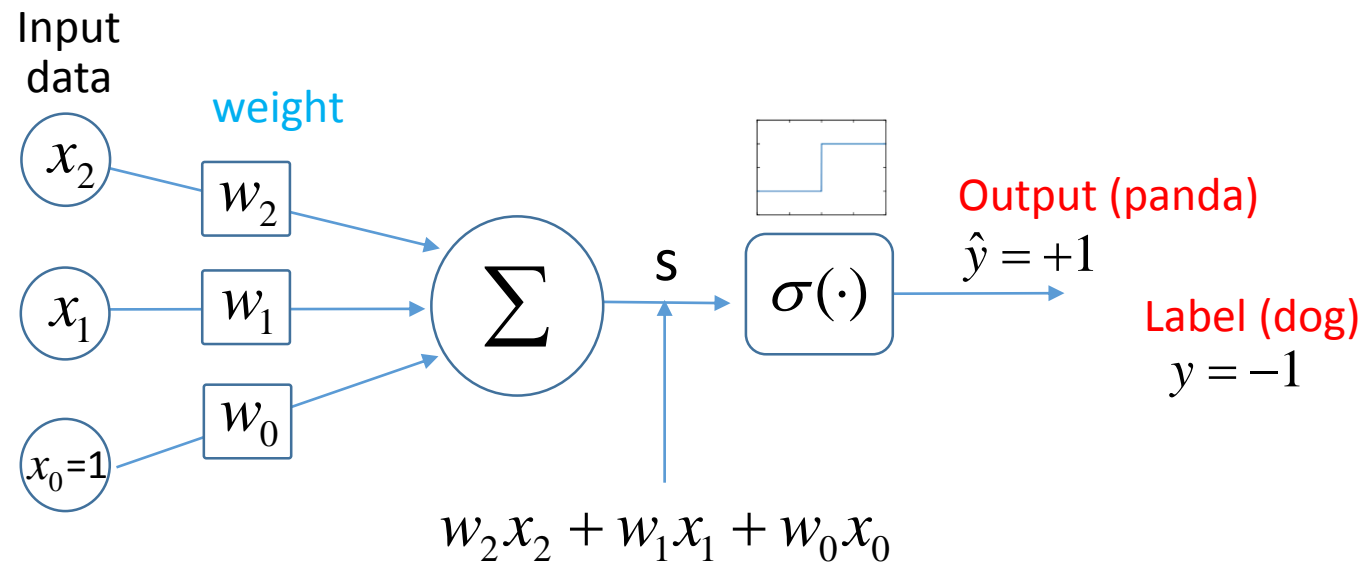 Input
data
weight
x₂
w₂
x₁
w₁
x₀=1
w₀
∑
s
σ(·)
Output (panda)
ŷ = +1
Label (dog)
y = −1
w₂x₂ + w₁x₁ + w₀x₀